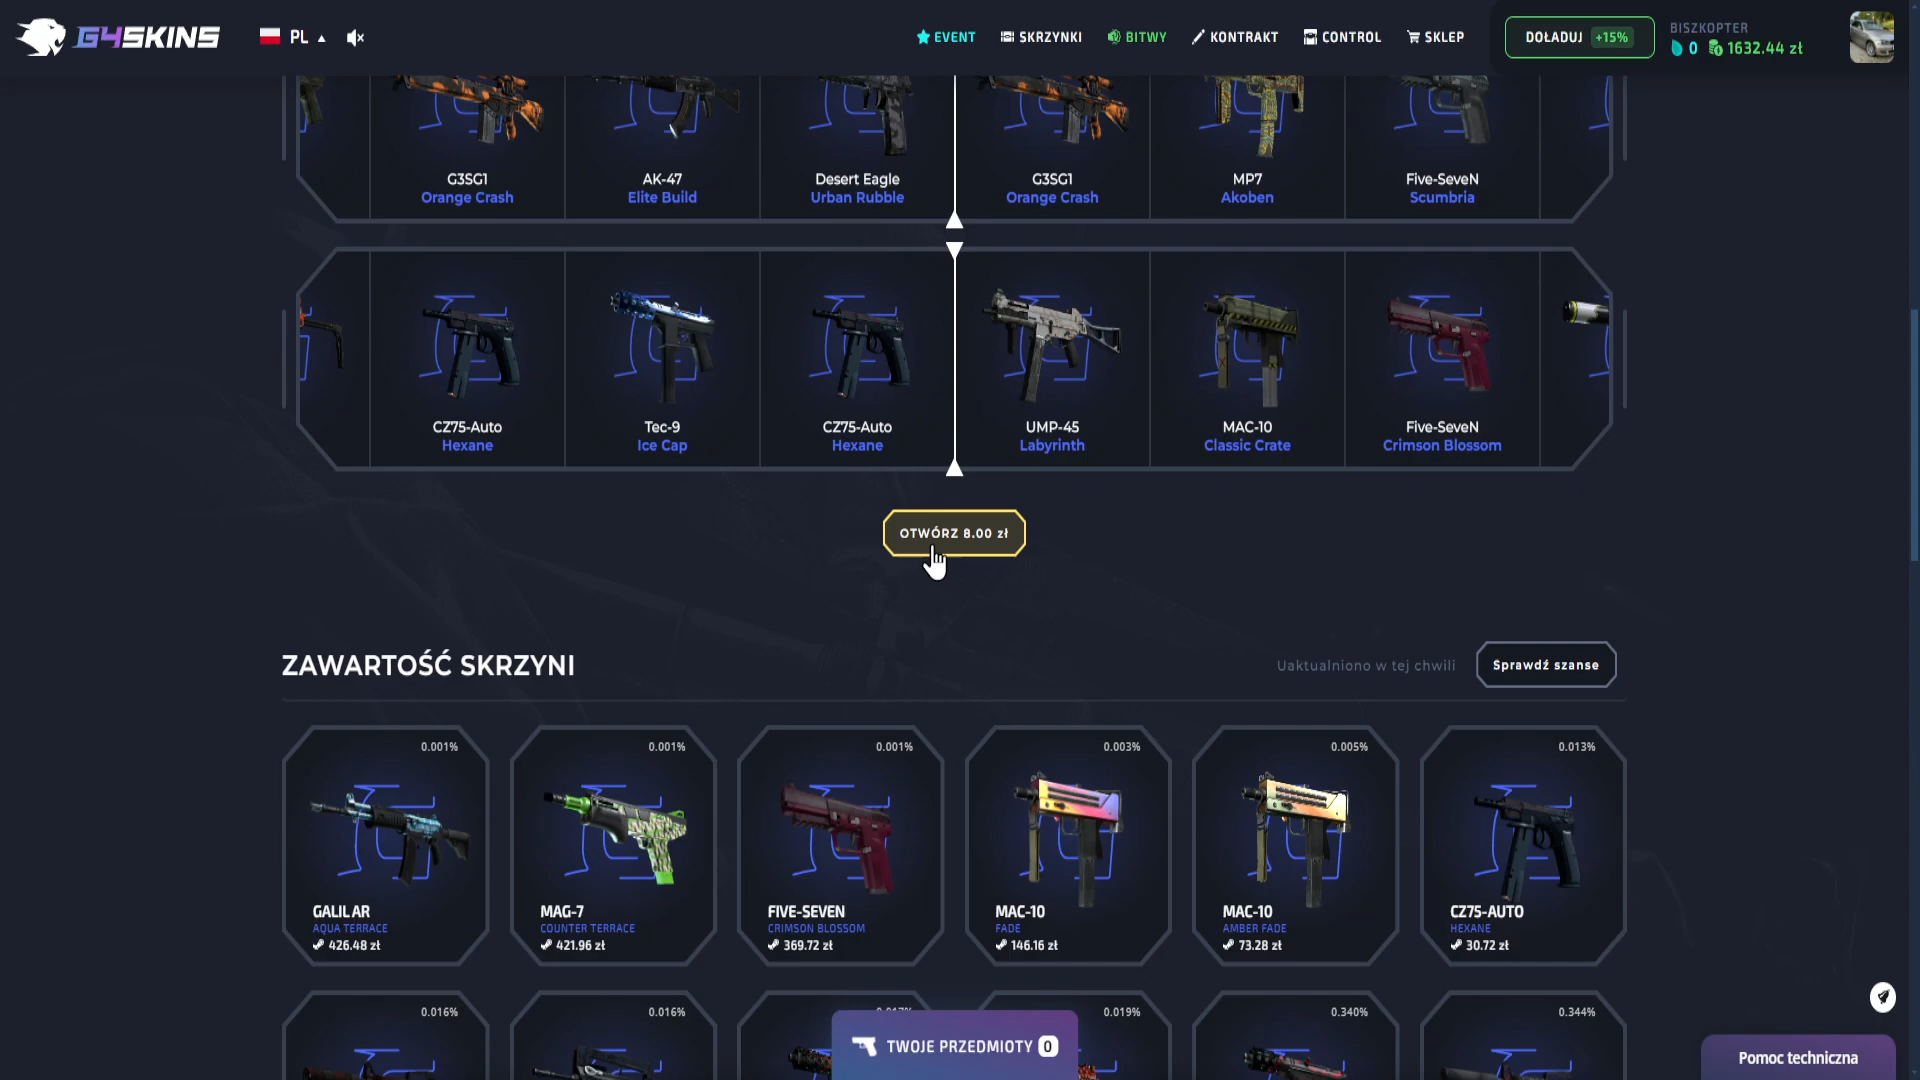 G4SKINS
PL
EVENT
SKRZYNKI
BITWY
KONTRAKT
CONTROL
SKLEP
DOŁADUJ +15%
BISZKOPTER
0 1632.44 zł
G3SG1
Orange Crash
AK-47
Elite Build
Desert Eagle
Urban Rubble
G3SG1
Orange Crash
MP7
Akoben
Five-SeveN
Scumbria
CZ75-Auto
Hexane
Tec-9
Ice Cap
CZ75-Auto
Hexane
UMP-45
Labyrinth
MAC-10
Classic Crate
Five-SeveN
Crimson Blossom
OTWÓRZ 8.00 zł
ZAWARTOŚĆ SKRZYNI
Uaktualniono w tej chwili
Sprawdź szanse
0.001%
GALIL AR
AQUA TERRACE
426.48 zł
0.001%
MAG-7
COUNTER TERRACE
421.96 zł
0.001%
FIVE-SEVEN
CRIMSON BLOSSOM
369.72 zł
0.003%
MAC-10
FADE
146.16 zł
0.005%
MAC-10
AMBER FADE
73.28 zł
0.013%
CZ75-AUTO
HEXANE
30.72 zł
0.016%
0.016%
0.019%
0.340%
0.344%
TWOJE PRZEDMIOTY 0
Pomoc techniczna